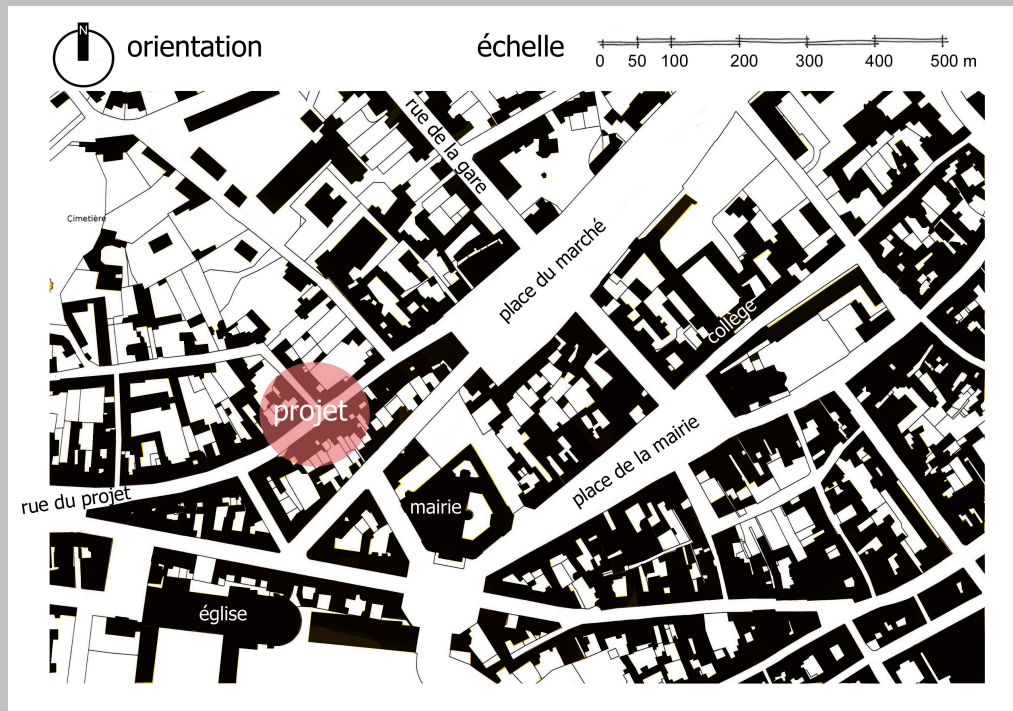 N
orientation
échelle
0 50 100 200 300 400 500 m
rue de la gare
Cimetière
place du marché
collège
projet
place de la mairie
rue du projet
mairie
église